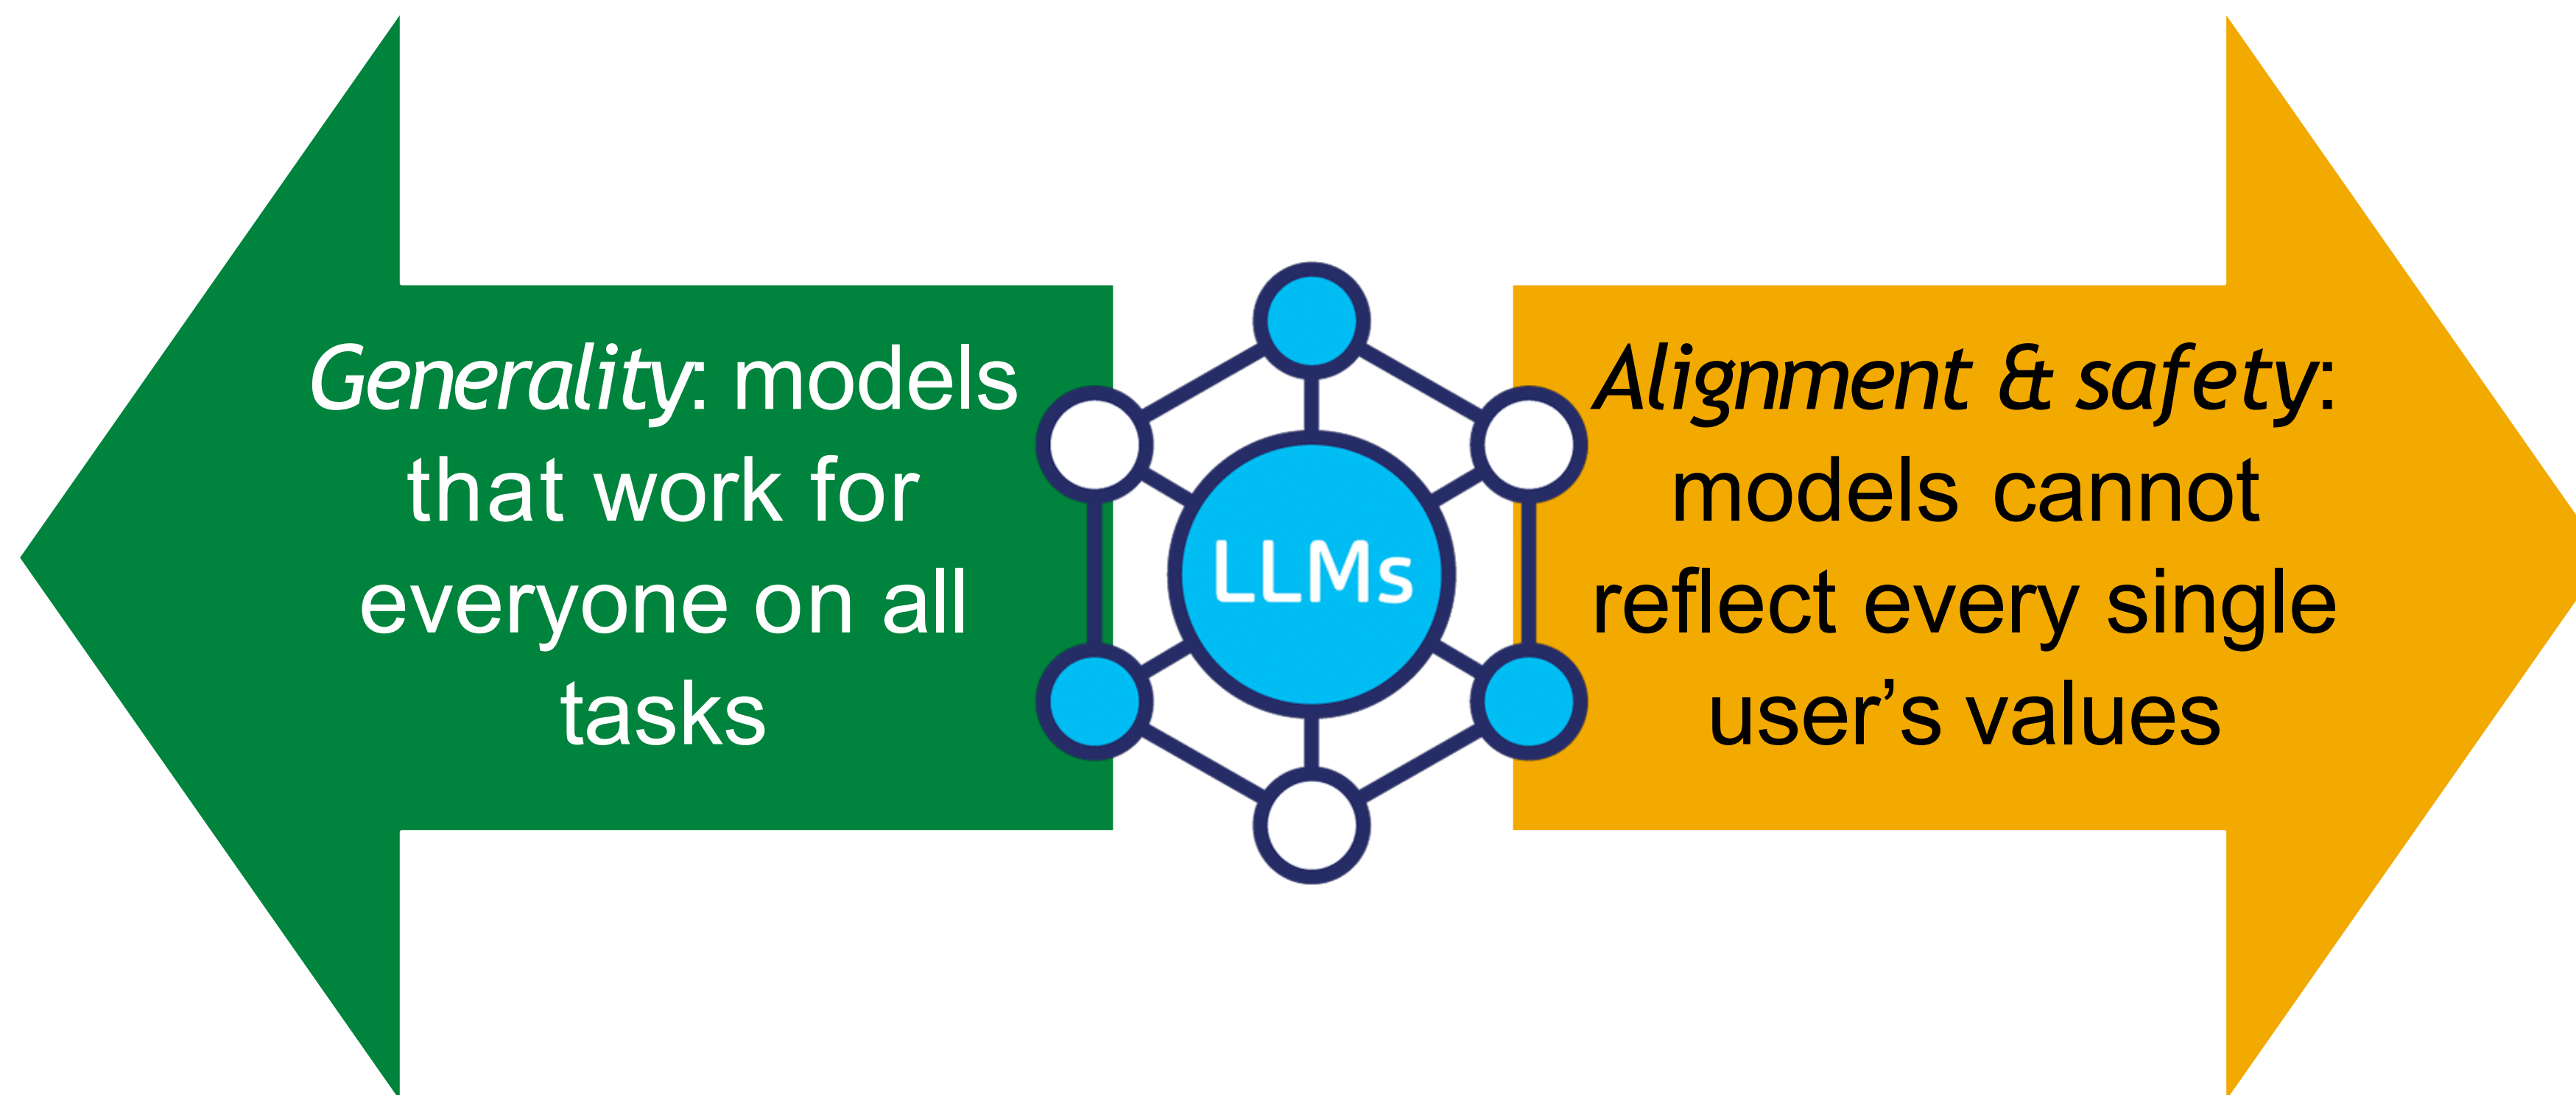 Generality: models
that work for
everyone on all
tasks
LLMs
Alignment & safety:
models cannot
reflect every single
user’s values